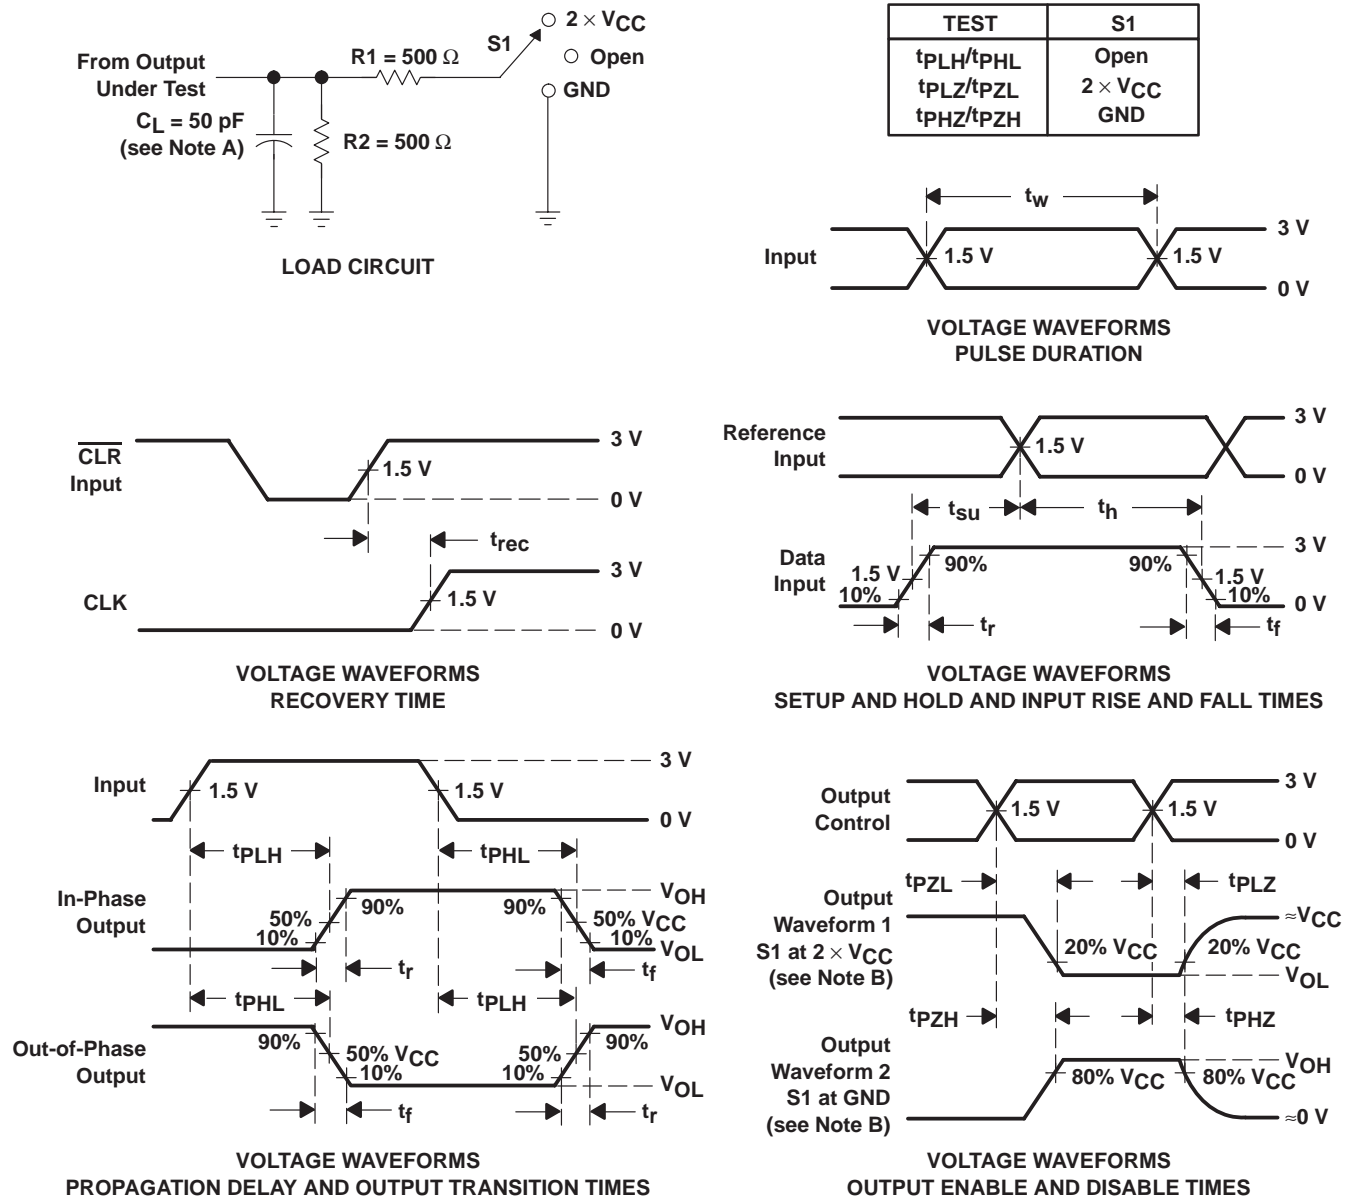 From Output
Under Test
CL = 50 pF
(see Note A)
R1 = 500 Ω
R2 = 500 Ω
S1
2 × VCC
Open
GND
LOAD CIRCUIT
TEST S1
tPLH/tPHL Open
tPLZ/tPZL 2 × VCC
tPHZ/tPZH GND
tw
Input
1.5 V
1.5 V
3 V
0 V
VOLTAGE WAVEFORMS
PULSE DURATION
CLR
Input
1.5 V
3 V
0 V
trec
CLK
1.5 V
3 V
0 V
VOLTAGE WAVEFORMS
RECOVERY TIME
Reference
Input
1.5 V
3 V
0 V
tsu
th
Data
Input
1.5 V
10%
90%
90%
1.5 V
10%
3 V
0 V
tr
tf
VOLTAGE WAVEFORMS
SETUP AND HOLD AND INPUT RISE AND FALL TIMES
Input
1.5 V
1.5 V
3 V
0 V
tPLH
tPHL
In-Phase
Output
50%
10%
90%
90%
50% VCC
10%
VOH
VOL
tr
tf
tPHL
tPLH
Out-of-Phase
Output
90%
50% VCC
10%
50%
10%
90%
VOH
VOL
tf
tr
VOLTAGE WAVEFORMS
PROPAGATION DELAY AND OUTPUT TRANSITION TIMES
Output
Control
1.5 V
1.5 V
3 V
0 V
tPZL
tPLZ
Output
Waveform 1
S1 at 2 × VCC
(see Note B)
20% VCC
20% VCC
≈VCC
VOL
tPZH
tPHZ
Output
Waveform 2
S1 at GND
(see Note B)
80% VCC
80% VCC
VOH
≈0 V
VOLTAGE WAVEFORMS
OUTPUT ENABLE AND DISABLE TIMES